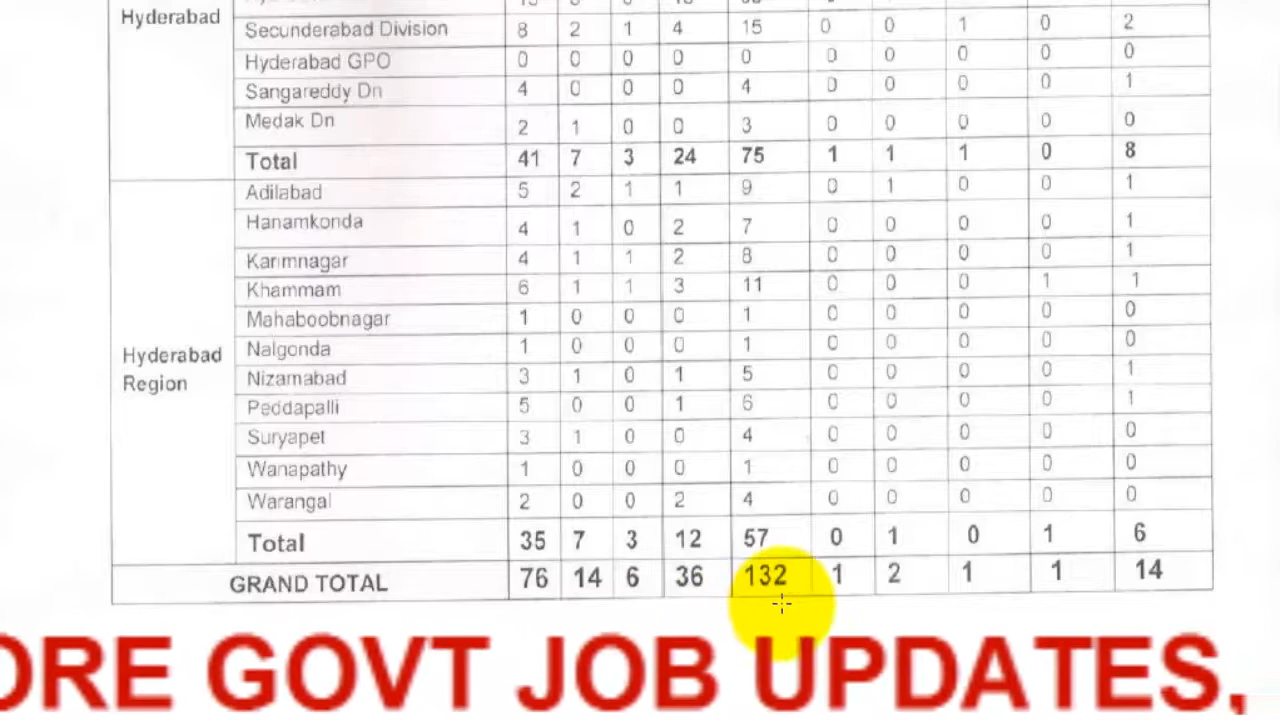 Hyderabad
Secunderabad Division 8 2 1 4 15 0 0 1 0 2
Hyderabad GPO 0 0 0 0 0 0 0 0 0 0
Sangareddy Dn 4 0 0 0 4 0 0 0 0 1
Medak Dn 2 1 0 0 3 0 0 0 0 0
Total 41 7 3 24 75 1 1 1 0 8
Adilabad 5 2 1 1 9 0 1 0 0 1
Hanamkonda 4 1 0 2 7 0 0 0 0 1
Karimnagar 4 1 1 2 8 0 0 0 0 1
Khammam 6 1 1 3 11 0 0 0 1 1
Mahaboobnagar 1 0 0 0 1 0 0 0 0 0
Hyderabad Region
Nalgonda 1 0 0 0 1 0 0 0 0 0
Nizamabad 3 1 0 1 5 0 0 0 0 1
Peddapalli 5 0 0 1 6 0 0 0 0 1
Suryapet 3 1 0 0 4 0 0 0 0 0
Wanapathy 1 0 0 0 1 0 0 0 0 0
Warangal 2 0 0 2 4 0 0 0 0 0
Total 35 7 3 12 57 0 1 0 1 6
GRAND TOTAL 76 14 6 36 132 1 2 1 1 14
ORE GOVT JOB UPDATES,